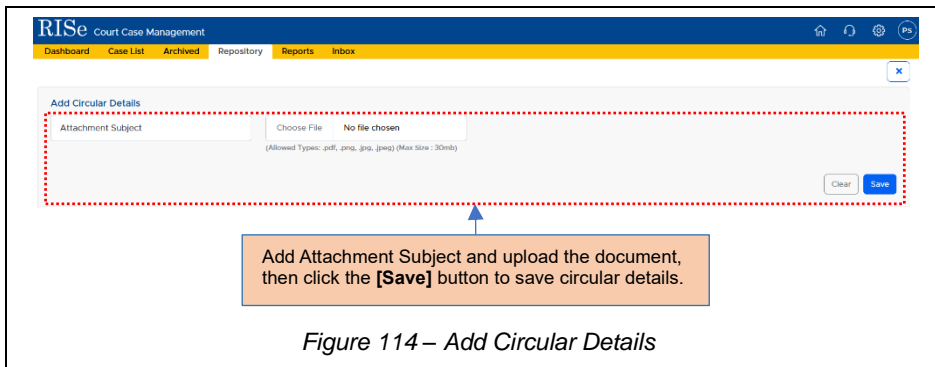 RISe Court Case Management
PS
Dashboard Case List Archived Repository Reports Inbox
×
Add Circular Details
Attachment Subject Choose File No file chosen
(Allowed Types: .pdf, .png, .jpg, .jpeg) (Max Size : 30mb)
Clear Save
Add Attachment Subject and upload the document,
then click the [Save] button to save circular details.
Figure 114 – Add Circular Details